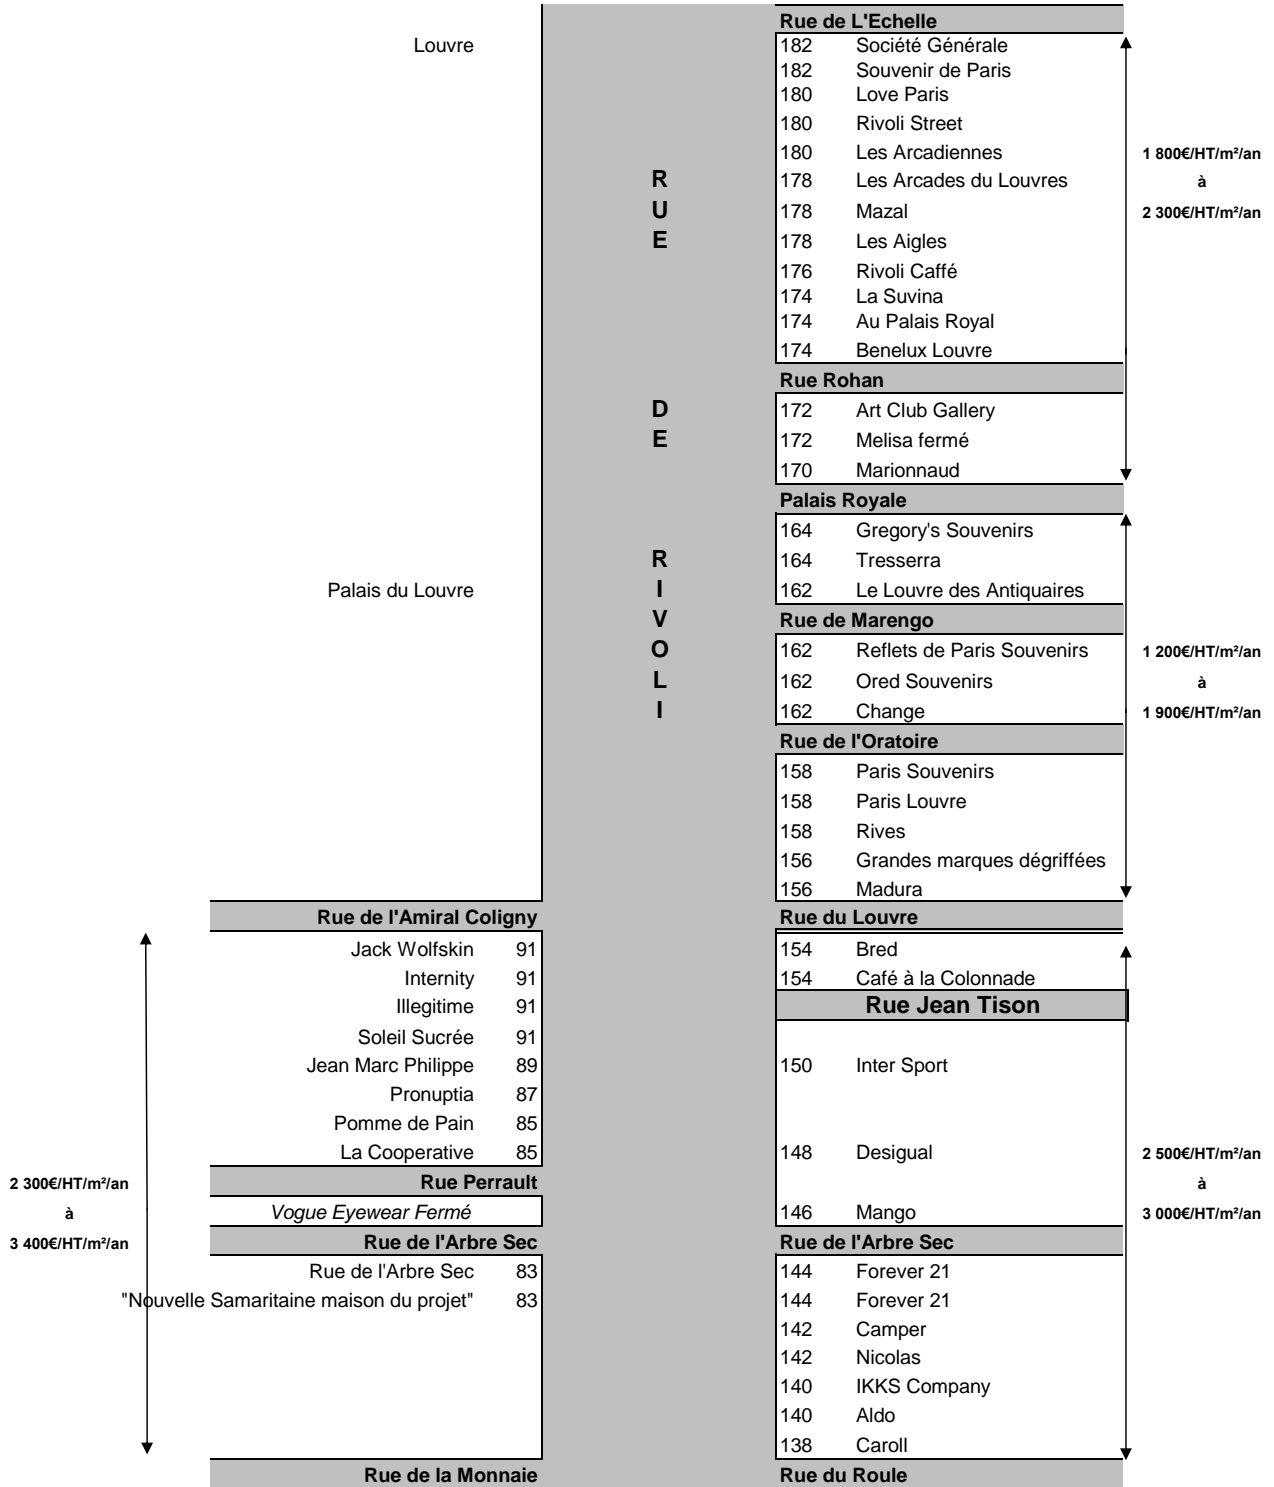 Rue de L'Echelle
Louvre
182 Société Générale
182 Souvenir de Paris
180 Love Paris
180 Rivoli Street
180 Les Arcadiennes 1 800€/HT/m²/an
R 178 Les Arcades du Louvres à
U 178 Mazal 2 300€/HT/m²/an
E 178 Les Aigles
176 Rivoli Caffé
174 La Suvina
174 Au Palais Royal
174 Benelux Louvre
Rue Rohan
D 172 Art Club Gallery
E 172 Melisa fermé
170 Marionnaud
Palais Royale
164 Gregory's Souvenirs
R 164 Tresserra
Palais du Louvre I 162 Le Louvre des Antiquaires
V Rue de Marengo
O 162 Reflets de Paris Souvenirs 1 200€/HT/m²/an
L 162 Ored Souvenirs à
I 162 Change 1 900€/HT/m²/an
Rue de l'Oratoire
158 Paris Souvenirs
158 Paris Louvre
158 Rives
156 Grandes marques dégriffées
156 Madura
Rue de l'Amiral Coligny Rue du Louvre
Jack Wolfskin 91 154 Bred
Internity 91 154 Café à la Colonnade
Illegitime 91 Rue Jean Tison
Soleil Sucrée 91
Jean Marc Philippe 89 150 Inter Sport
Pronuptia 87
Pomme de Pain 85
La Cooperative 85 148 Desigual 2 500€/HT/m²/an
2 300€/HT/m²/an Rue Perrault à
à Vogue Eyewear Fermé 146 Mango 3 000€/HT/m²/an
3 400€/HT/m²/an Rue de l'Arbre Sec Rue de l'Arbre Sec
Rue de l'Arbre Sec 83 144 Forever 21
"Nouvelle Samaritaine maison du projet" 83 144 Forever 21
142 Camper
142 Nicolas
140 IKKS Company
140 Aldo
138 Caroll
Rue de la Monnaie Rue du Roule